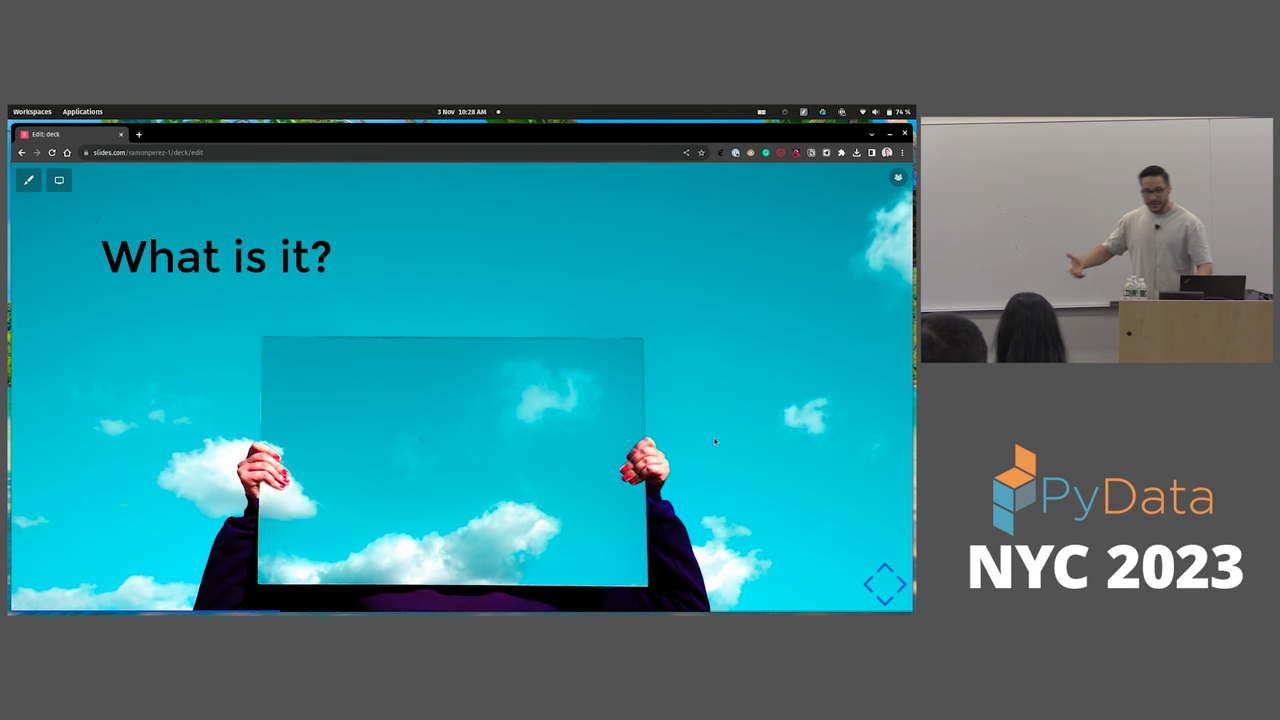 Workspaces Applications 3 Nov 10:28 AM 74 %
Edit: deck
slides.com/ramonperez-1/deck/edit
What is it?
PyData
NYC 2023